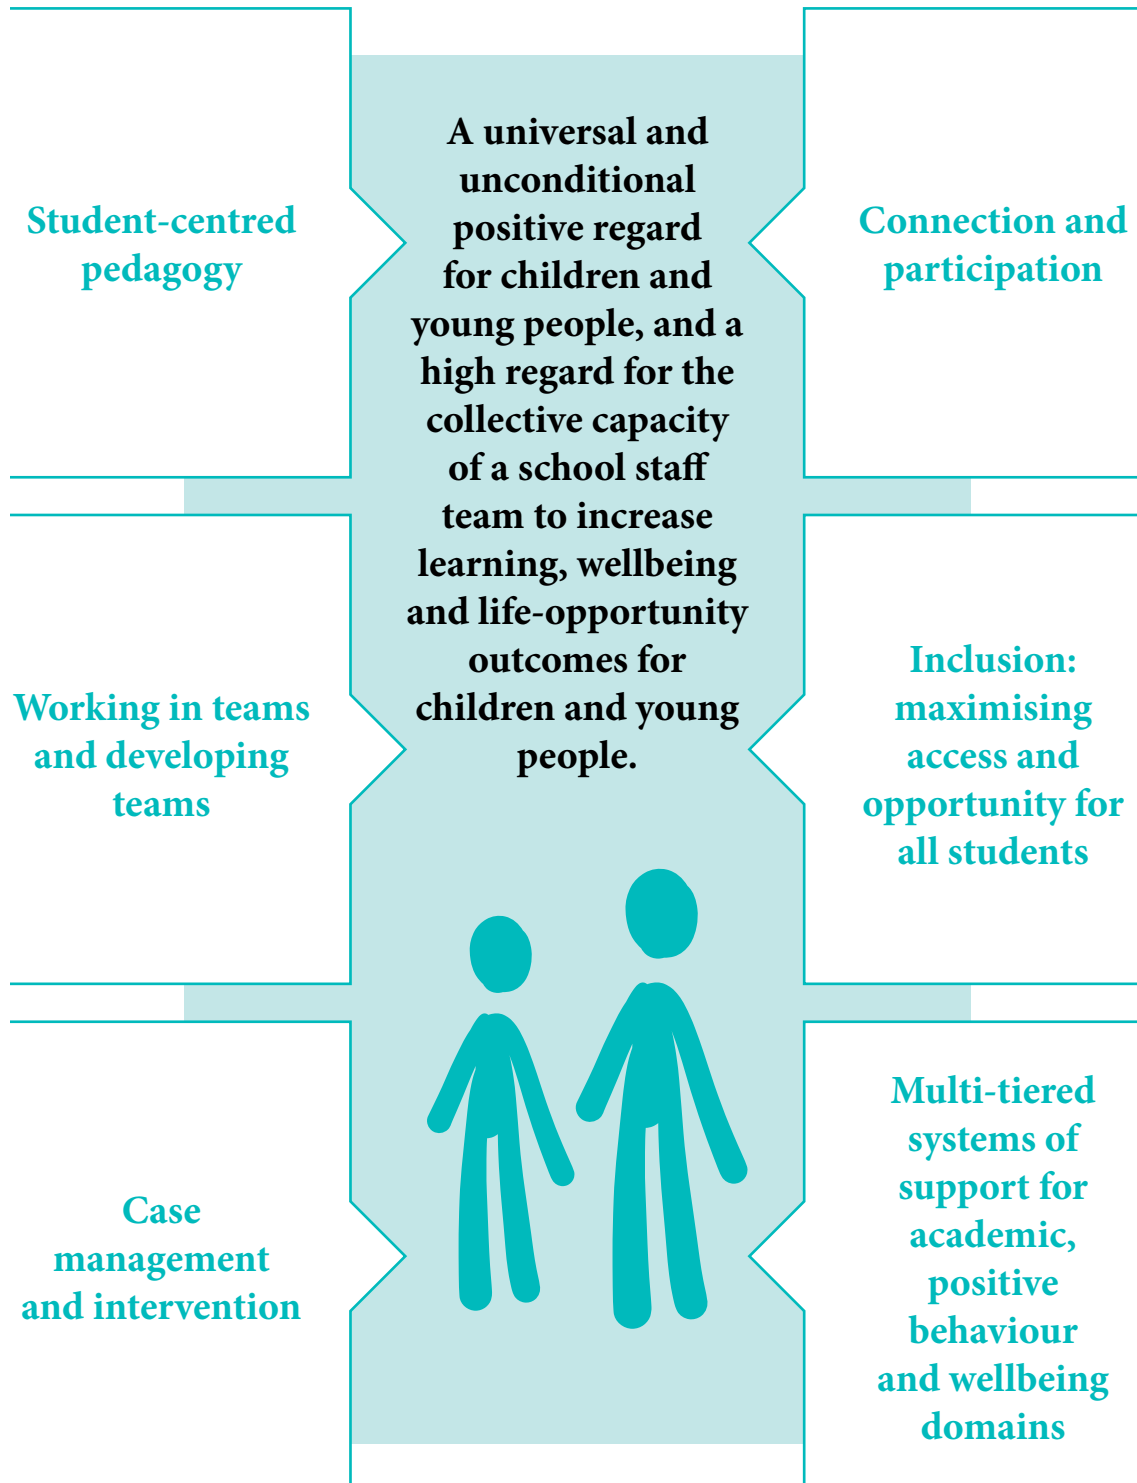 Student-centred
pedagogy
A universal and
unconditional
positive regard
for children and
young people, and a
high regard for the
collective capacity
of a school staff
team to increase
learning, wellbeing
and life-opportunity
outcomes for
children and young
people.
Connection and
participation
Working in teams
and developing
teams
Inclusion:
maximising
access and
opportunity for
all students
Case
management
and intervention
Multi-tiered
systems of
support for
academic,
positive
behaviour
and wellbeing
domains